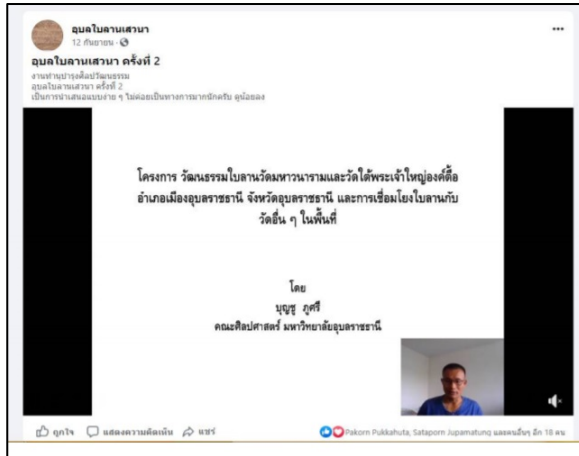 อุบลใบลานเสวนา
12 กันยายน
อุบลใบลานเสวนา ครั้งที่ 2
งานทำนุบำรุงศิลปวัฒนธรรม
อุบลใบลานเสวนา ครั้งที่ 2
เป็นการนำเสนอแบบง่าย ๆ ไม่ค่อยเป็นทางการมากนักครับ ดูน้อยลง
โครงการ วัฒนธรรมใบลานวัดมหาวนารามและวัดใต้พระเจ้าใหญ่องค์ตื้อ
อำเภอเมืองอุบลราชธานี จังหวัดอุบลราชธานี และการเชื่อมโยงใบลานกับ
วัดอื่น ๆ ในพื้นที่
โดย
บุญชู ภูศรี
คณะศิลปศาสตร์ มหาวิทยาลัยอุบลราชธานี
ถูกใจ แสดงความคิดเห็น แชร์ Pakorn Pukkahuta, Sataporn Jupamatung และคนอื่นๆ อีก 18 คน